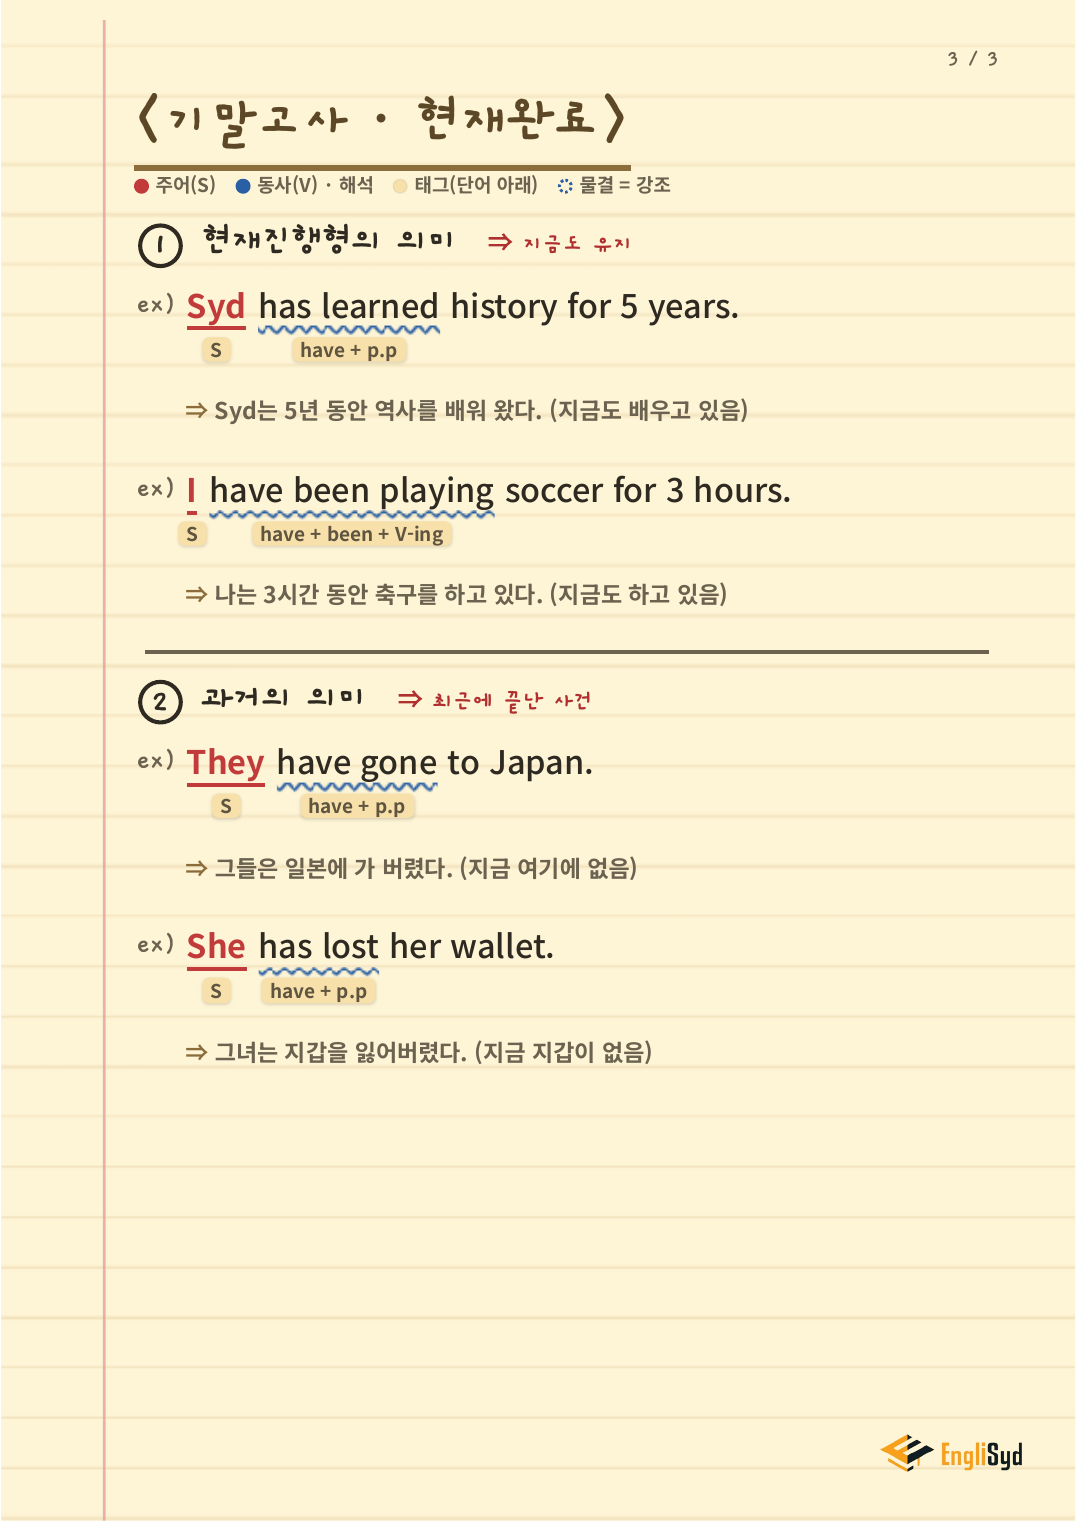 3 / 3
〈기말고사 · 현재완료〉
주어(S) 동사(V) · 해석 태그(단어 아래) 물결 = 강조
1 현재진행형의 의미 ⇒ 지금도 유지
ex) Syd has learned history for 5 years.
S have + p.p
⇒ Syd는 5년 동안 역사를 배워 왔다. (지금도 배우고 있음)
ex) I have been playing soccer for 3 hours.
S have + been + V-ing
⇒ 나는 3시간 동안 축구를 하고 있다. (지금도 하고 있음)
2 과거의 의미 ⇒ 최근에 끝난 사건
ex) They have gone to Japan.
S have + p.p
⇒ 그들은 일본에 가 버렸다. (지금 여기에 없음)
ex) She has lost her wallet.
S have + p.p
⇒ 그녀는 지갑을 잃어버렸다. (지금 지갑이 없음)
EngliSyd